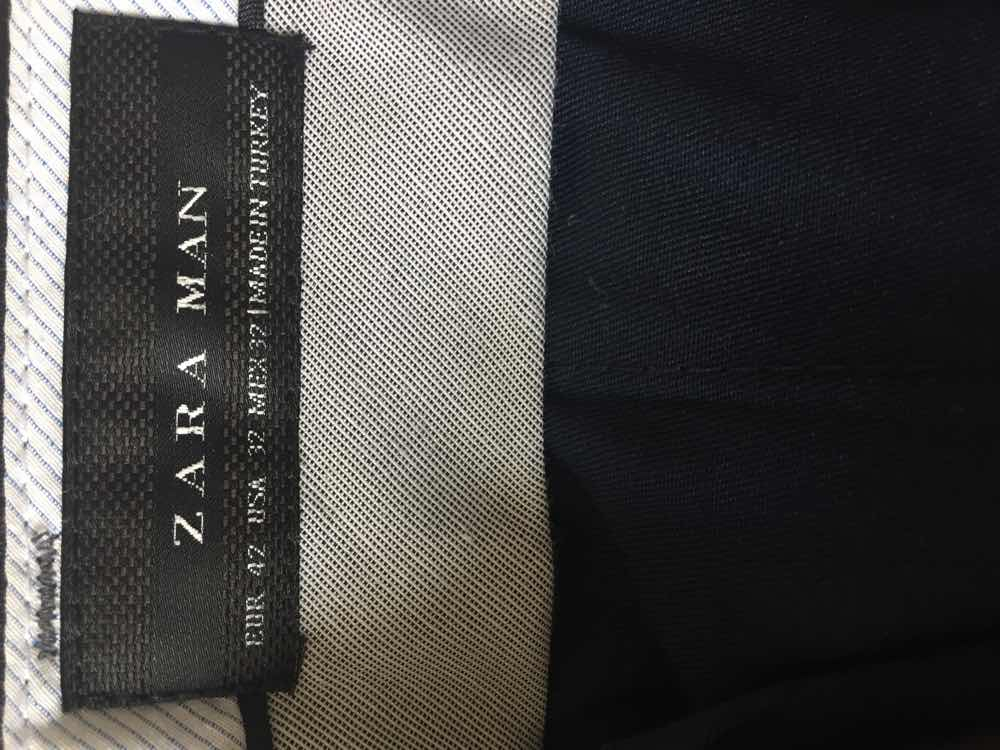 ZARA MAN
EUR 42 USA 32 MEX 32 | MADE IN TURKEY